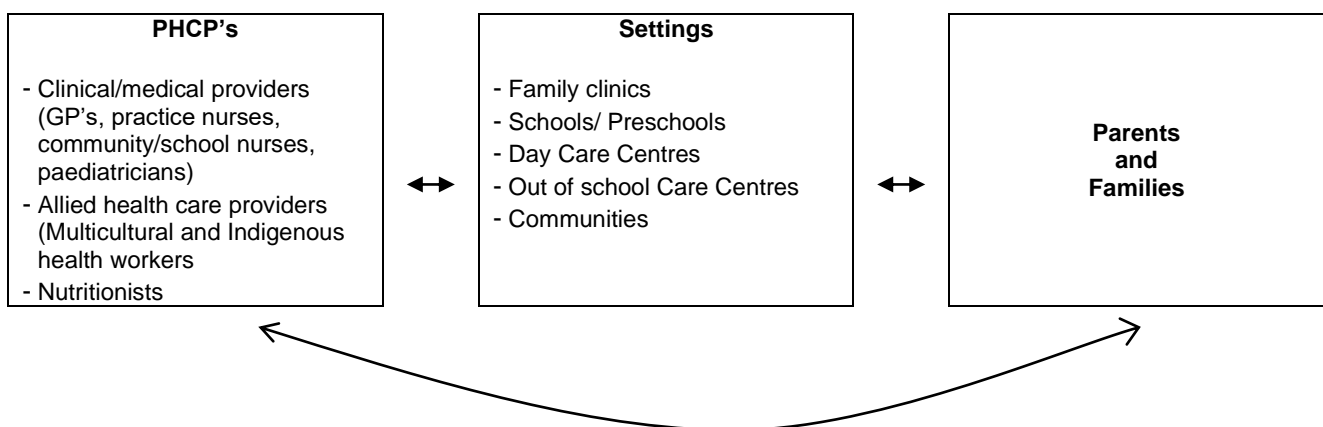 PHCP’s
- Clinical/medical providers
(GP’s, practice nurses,
community/school nurses,
paediatricians)
- Allied health care providers
(Multicultural and Indigenous
health workers
- Nutritionists
Settings
- Family clinics
- Schools/ Preschools
- Day Care Centres
- Out of school Care Centres
- Communities
Parents
and
Families